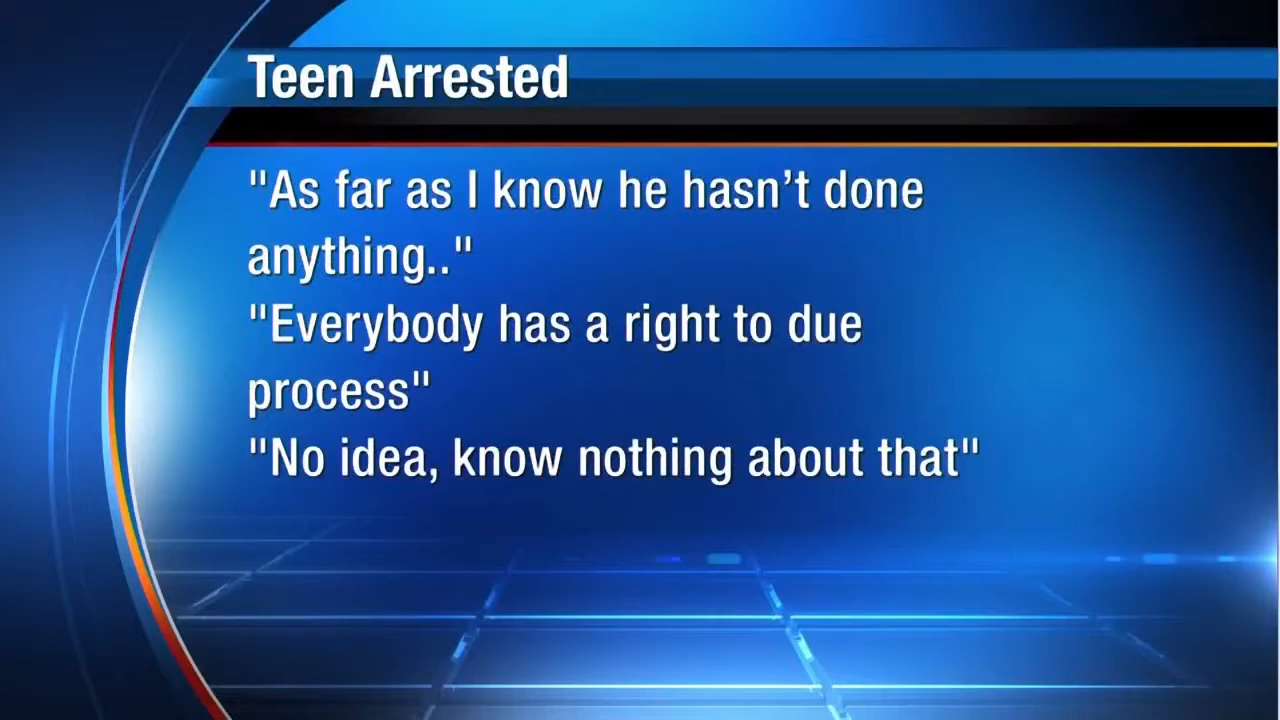 Teen Arrested
"As far as I know he hasn’t done
anything.."
"Everybody has a right to due
process"
"No idea, know nothing about that"